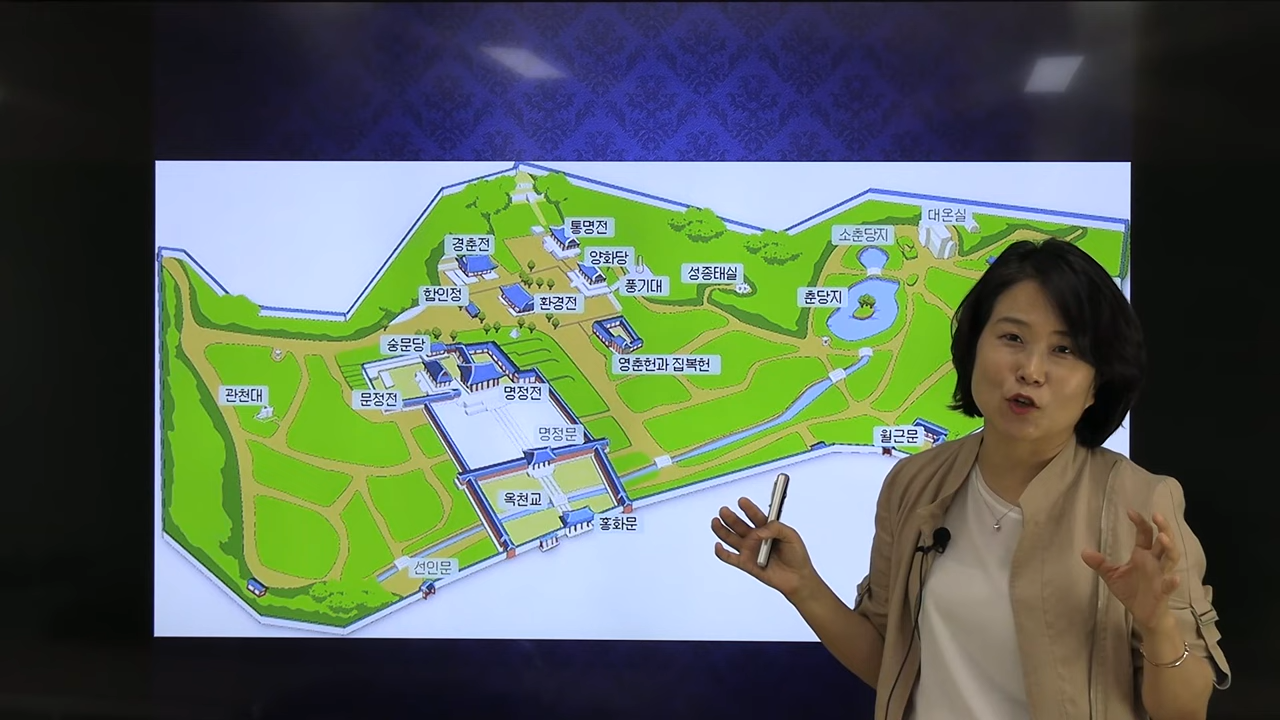 통명전
대온실
소춘당지
경춘전
양화당
성종태실
풍기대
함인정
환경전
춘당지
숭문당
영춘헌과 집복헌
관천대
문정전
명정전
명정문
월근문
옥천교
홍화문
선인문